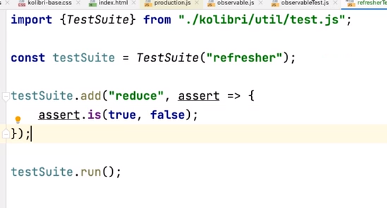 kolibri-base.css index.html production.js observable.js observableTest.js refresherTe
import {TestSuite} from "./kolibri/util/test.js";
const testSuite = TestSuite("refresher");
testSuite.add("reduce", assert => {
assert.is(true, false);
});
testSuite.run();